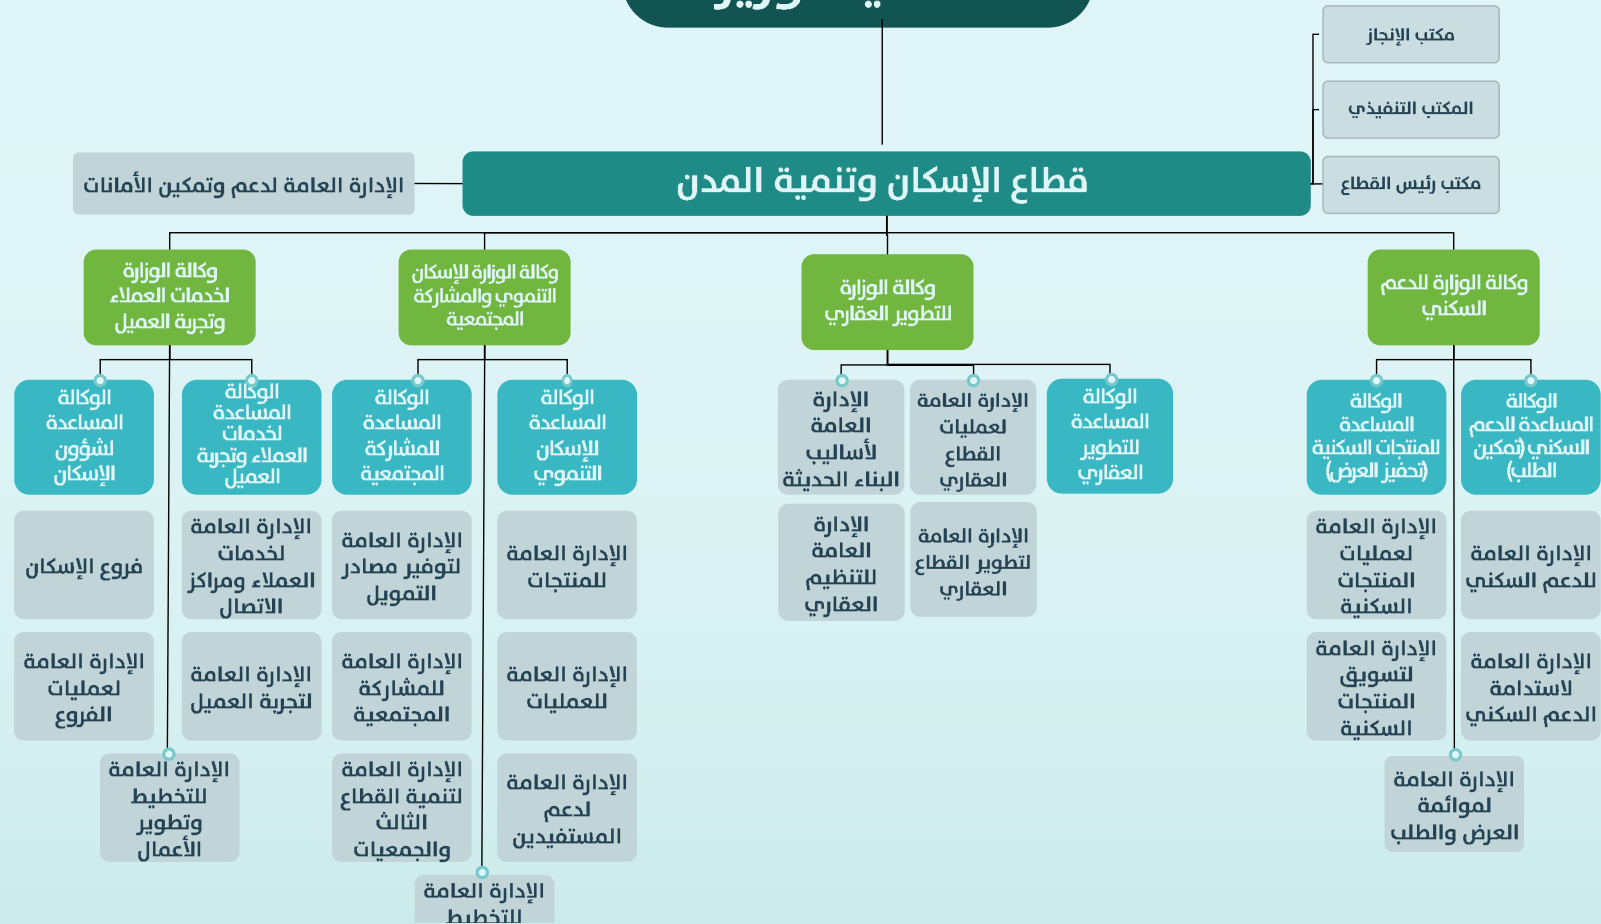 مكتب الإنجاز
المكتب التنفيذي
مكتب رئيس القطاع
قطاع الإسكان وتنمية المدن
الإدارة العامة لدعم وتمكين الأمانات
وكالة الوزارة للدعم
السكني
وكالة الوزارة
للتطوير العقاري
وكالة الوزارة للإسكان
التنموي والمشاركة
المجتمعية
وكالة الوزارة
لخدمات العملاء
وتجربة العميل
الوكالة
المساعدة للدعم
السكني (تمكين
الطلب)
الوكالة
المساعدة
للمنتجات السكنية
(تحفيز العرض)
الوكالة
المساعدة
للتطوير
العقاري
الإدارة العامة
لعمليات
القطاع
العقاري
الإدارة
العامة
لأساليب
البناء الحديثة
الوكالة
المساعدة
للإسكان
التنموي
الوكالة
المساعدة
للمشاركة
المجتمعية
الوكالة
المساعدة
لخدمات
العملاء وتجربة
العميل
الوكالة
المساعدة
لشؤون
الإسكان
الإدارة العامة
للدعم السكني
الإدارة العامة
لعمليات
المنتجات
السكنية
الإدارة العامة
لتطوير القطاع
العقاري
الإدارة
العامة
للتنظيم
العقاري
الإدارة العامة
للمنتجات
الإدارة العامة
لتوفير مصادر
التمويل
الإدارة العامة
لخدمات
العملاء ومراكز
الاتصال
فروع الإسكان
الإدارة العامة
لاستدامة
الدعم السكني
الإدارة العامة
لتسويق
المنتجات
السكنية
الإدارة العامة
للعمليات
الإدارة العامة
للمشاركة
المجتمعية
الإدارة العامة
لتجربة العميل
الإدارة العامة
لعمليات
الفروع
الإدارة العامة
لموائمة
العرض والطلب
الإدارة العامة
لدعم
المستفيدين
الإدارة العامة
لتنمية القطاع
الثالث
والجمعيات
الإدارة العامة
للتخطيط
وتطوير
الأعمال
الإدارة العامة
للتخطيط